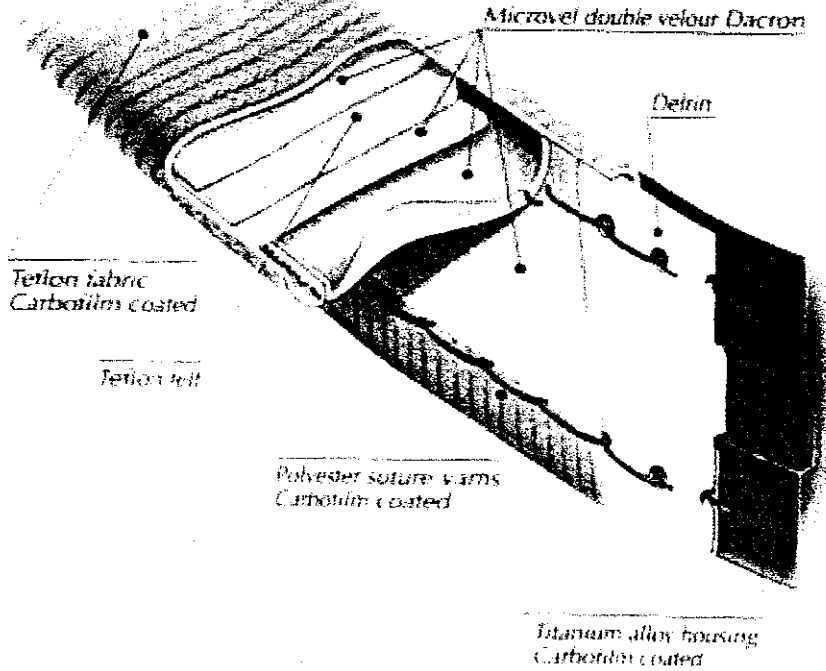 Microvel double velour Dacron
Delrin
Teflon fabric
Carbofilm coated
Teflon felt
Polyester suture yarns
Carbofilm coated
Titanium alloy housing
Carbofilm coated